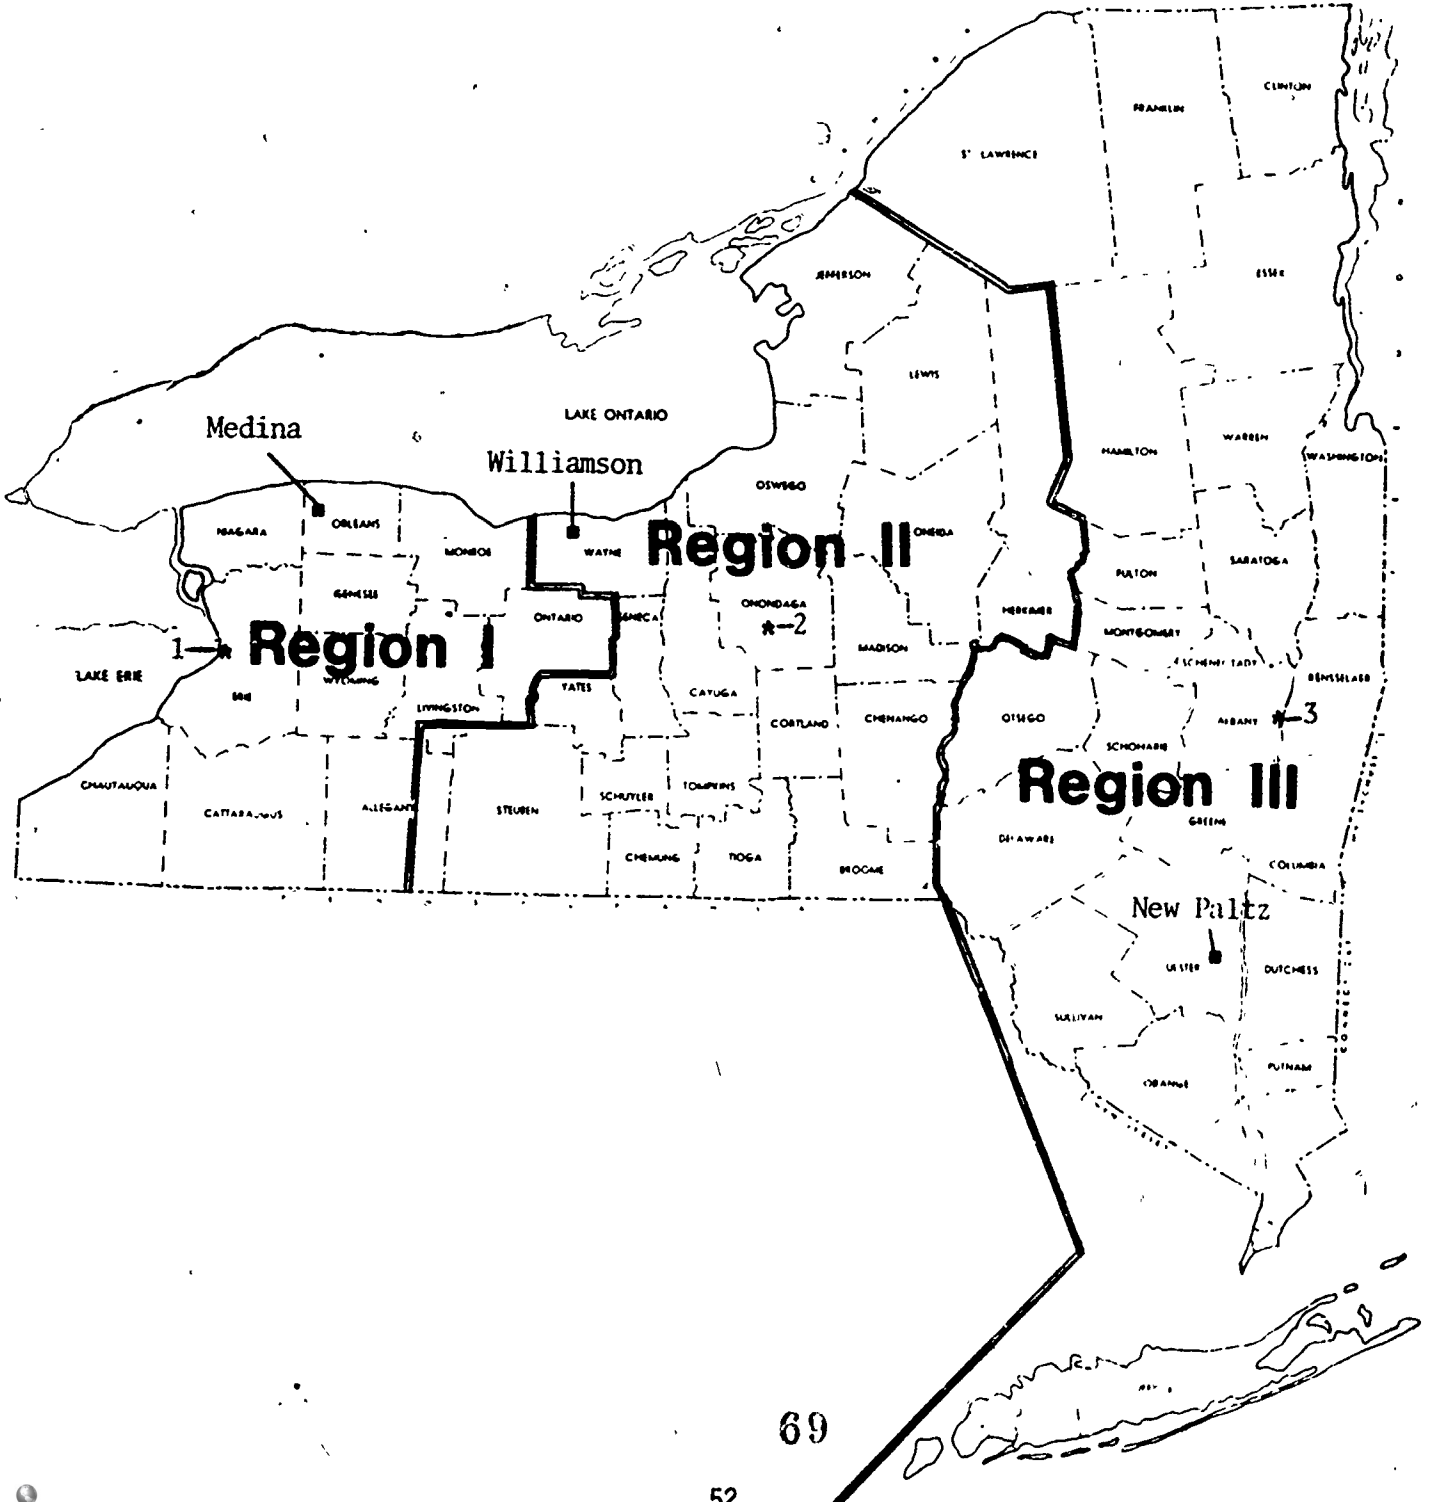 CLINTON
FRANKLIN
ST. LAWRENCE
JEFFERSON
ESSEX
LEWIS
LAKE ONTARIO
Medina
WARREN
HAMILTON
WASHINGTON
Williamson
OSWEGO
ORLEANS
NIAGARA
ONEIDA
MONROE
WAYNE
Region II
SARATOGA
FULTON
GENESEE
ONONDAGA
HERKIMER
ONTARIO
SENECA
2
MONTGOMERY
MADISON
1
Region I
SCHENECTADY
LAKE ERIE
RENSSELAER
WYOMING
YATES
ERIE
CAYUGA
LIVINGSTON
CORTLAND
CHENANGO
OTSEGO
ALBANY
3
SCHOHARIE
CHAUTAUQUA
TOMPKINS
Region III
SCHUYLER
ALLEGANY
CATTARAUGUS
STEUBEN
GREENE
DELAWARE
CHEMUNG
TIOGA
COLUMBIA
BROOME
New Paltz
ULSTER
DUTCHESS
SULLIVAN
PUTNAM
ORANGE
69
52